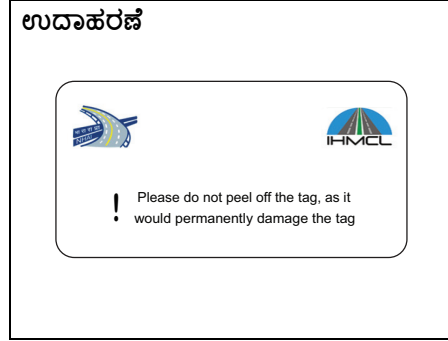 ಉದಾಹರಣೆ
IHMCL
! Please do not peel off the tag, as it
would permanently damage the tag